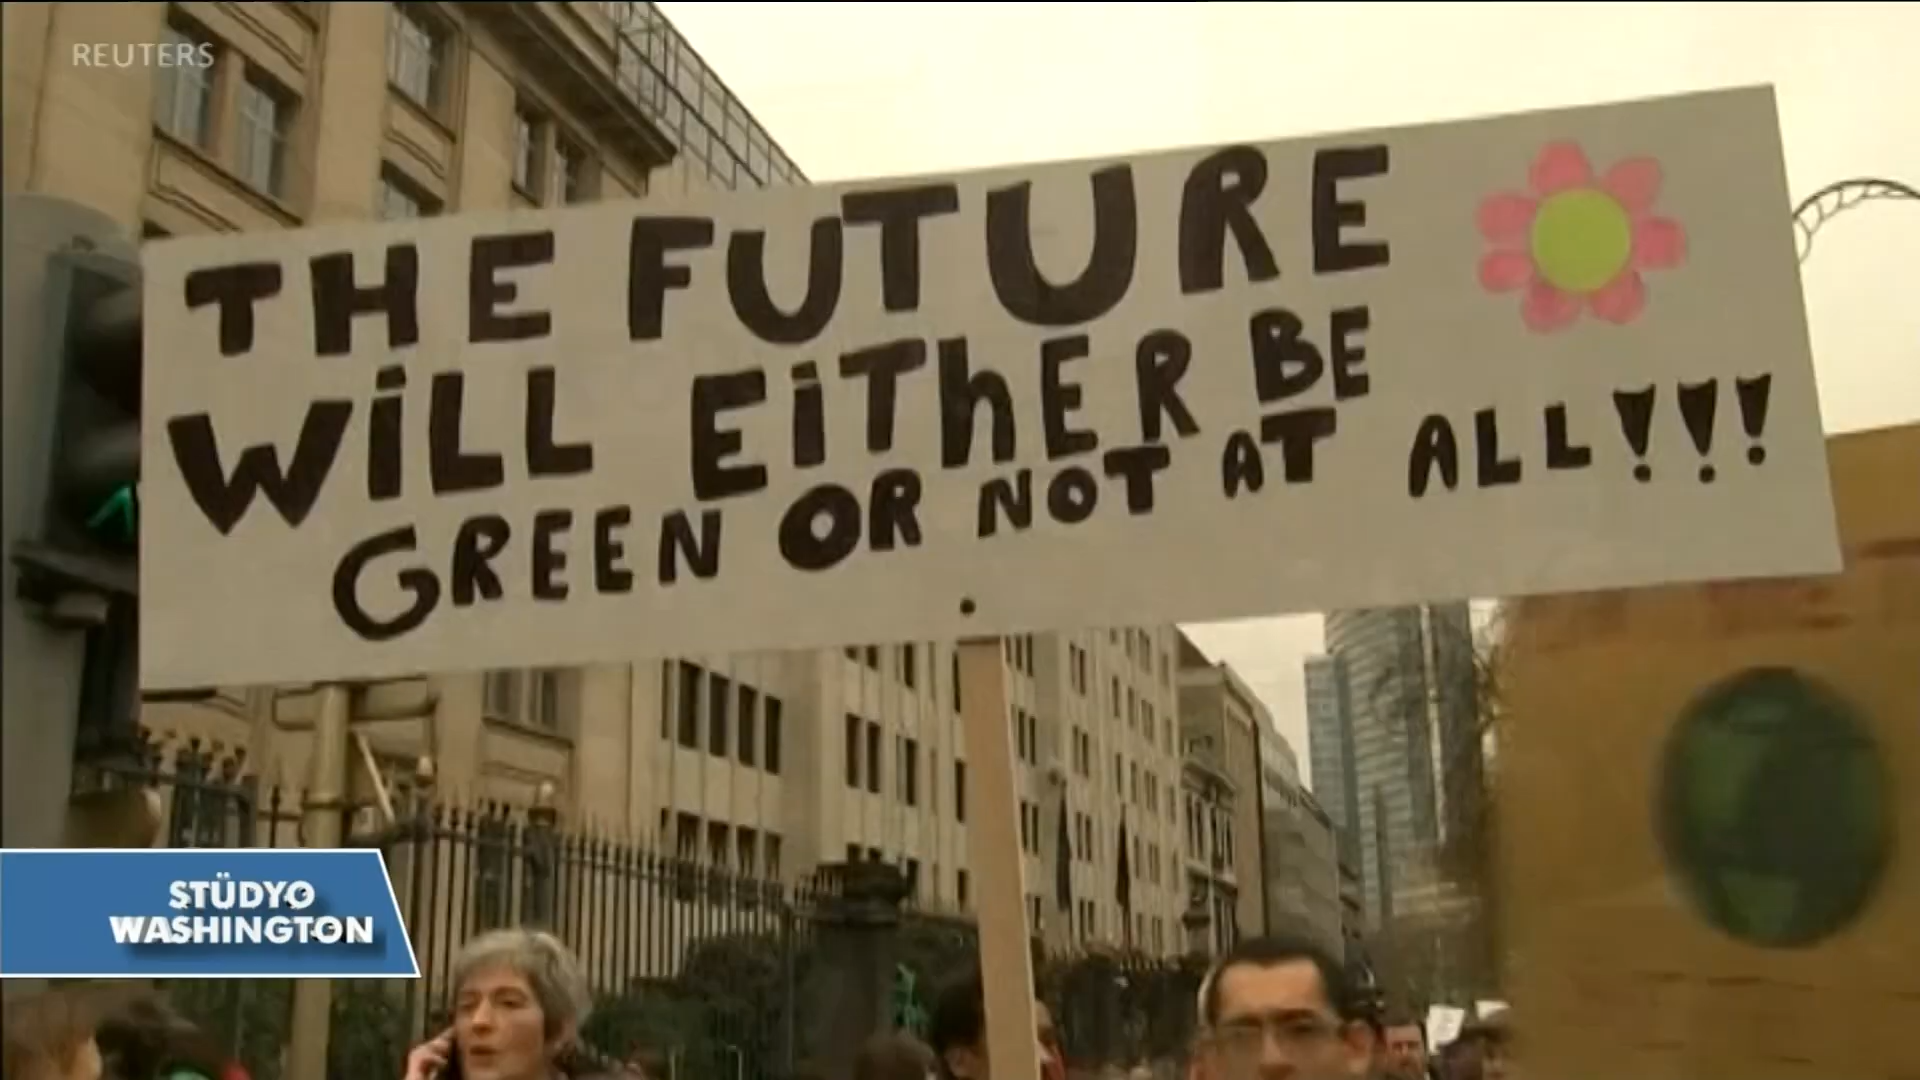 REUTERS
THE FUTURE
WiLL EiThER BE
GREEN OR NOT AT ALL!!!
STÜDYO
WASHINGTON